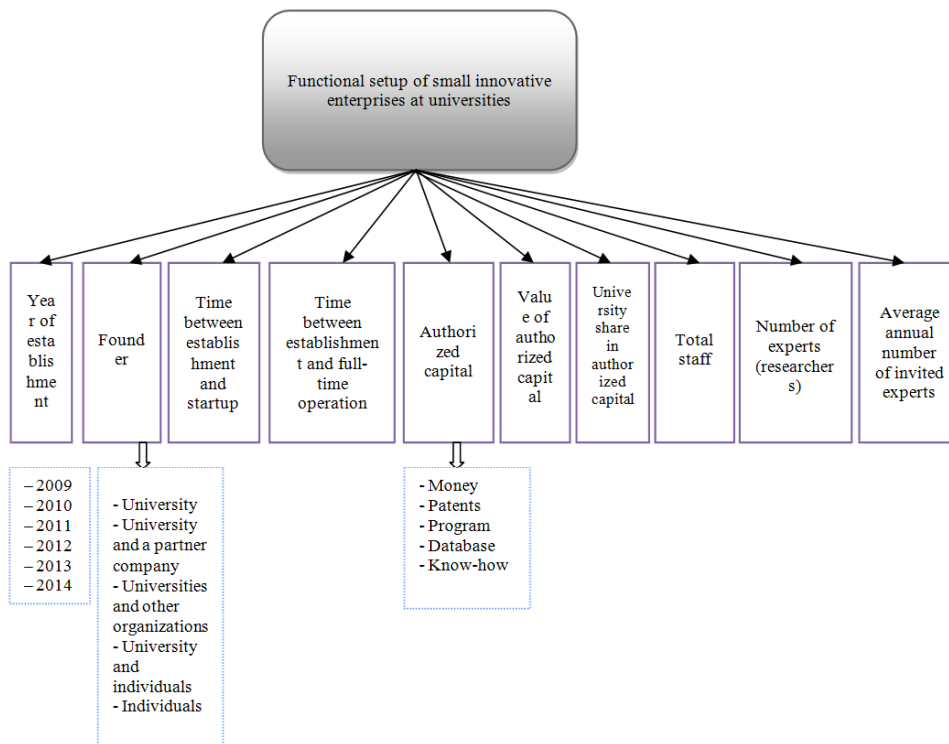 Functional setup of small innovative
enterprises at universities
Yea
r of
esta
blis
hme
nt
Found
er
Time
between
establis
hment
and
startup
Time
between
establishmen
t and full-
time
operation
Authori
zed
capital
Valu
e of
autho
rized
capit
al
Unive
rsity
share
in
author
ized
capital
Total
staff
Number of
experts
(researcher
s)
Average
annual
number
of invited
experts
– 2009
– 2010
– 2011
– 2012
– 2013
– 2014
- University
- University
and a partner
company
- Universities
and other
organizations
- University
and
individuals
- Individuals
- Money
- Patents
- Program
- Database
- Know-how